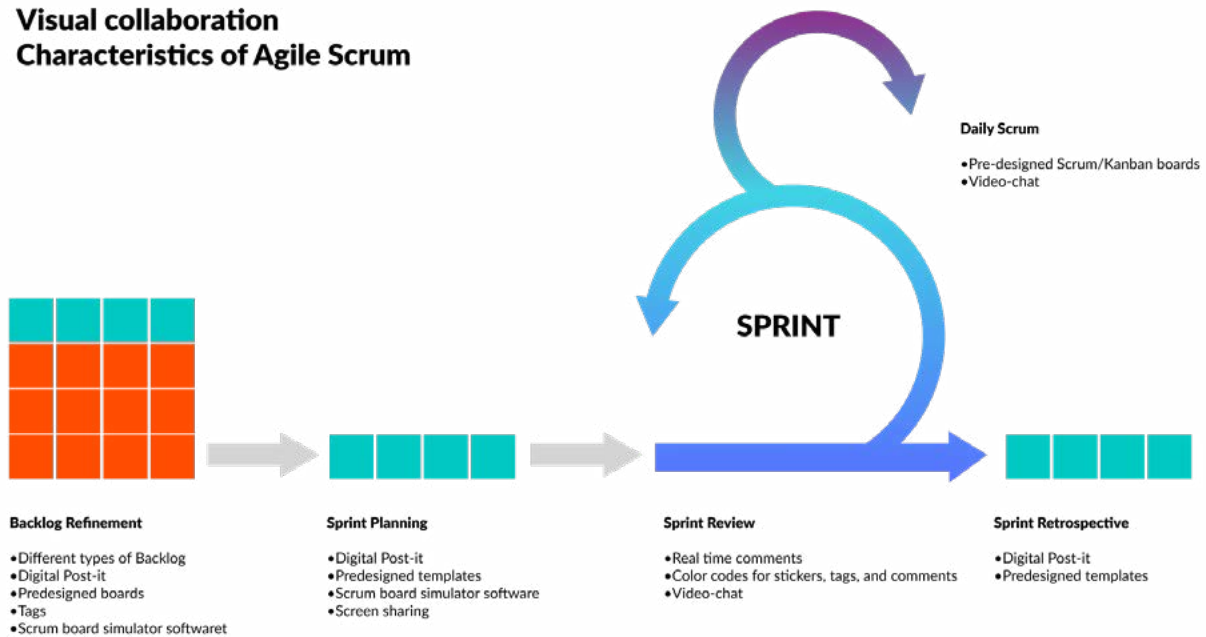 Visual collaboration
Characteristics of Agile Scrum
Daily Scrum
•Pre-designed Scrum/Kanban boards
•Video-chat
SPRINT
Backlog Refinement
•Different types of Backlog
•Digital Post-it
•Predesigned boards
•Tags
•Scrum board simulator softwaret
Sprint Planning
•Digital Post-it
•Predesigned templates
•Scrum board simulator software
•Screen sharing
Sprint Review
•Real time comments
•Color codes for stickers, tags, and comments
•Video-chat
Sprint Retrospective
•Digital Post-it
•Predesigned templates